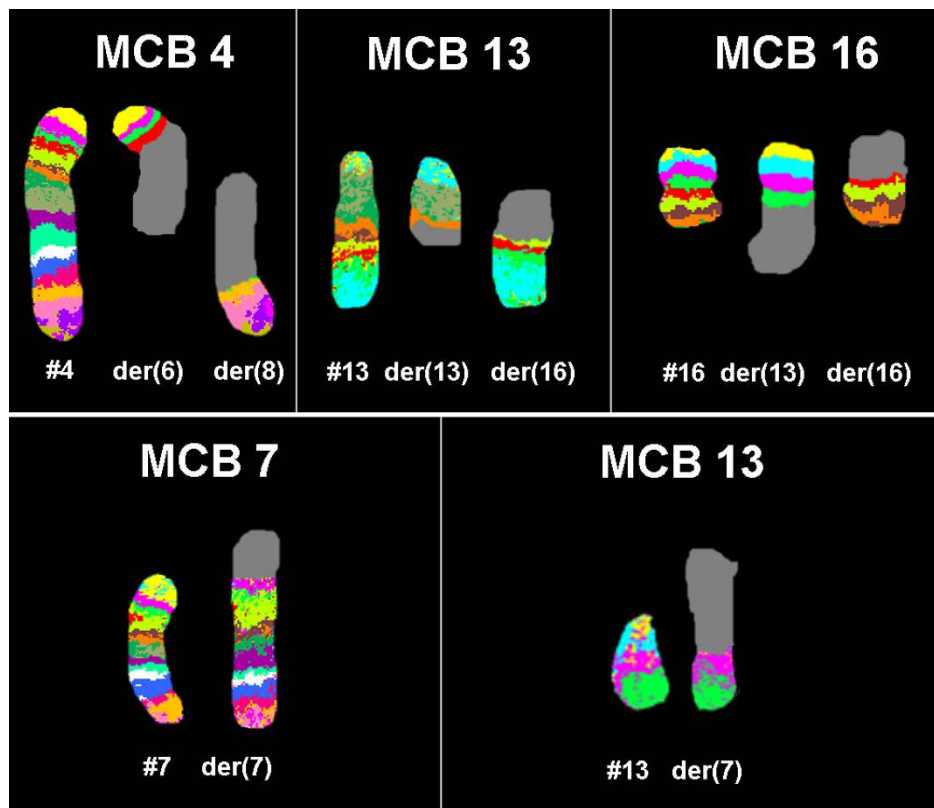 MCB 4
#4 der(6) der(8)
MCB 13
#13 der(13) der(16)
MCB 16
#16 der(13) der(16)
MCB 7
#7 der(7)
MCB 13
#13 der(7)